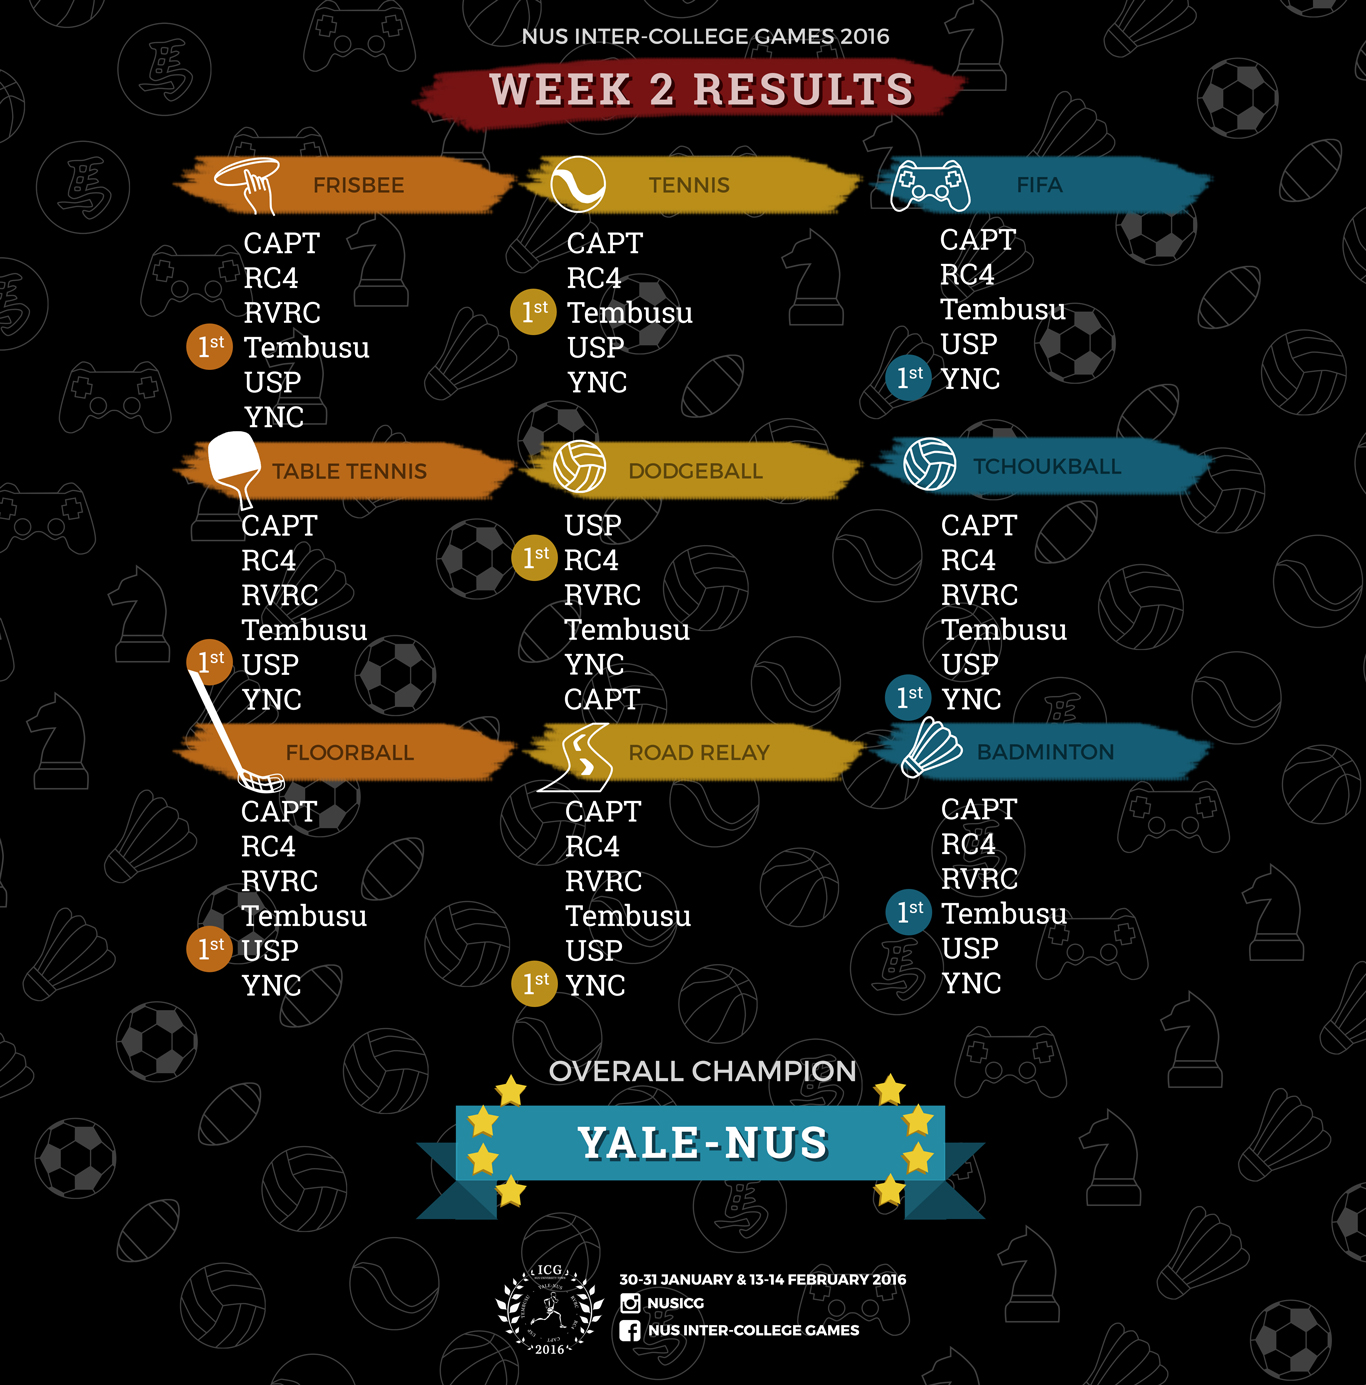 NUS INTER-COLLEGE GAMES 2016
WEEK 2 RESULTS
FRISBEE
CAPT
RC4
RVRC
1st Tembusu
USP
YNC
TENNIS
CAPT
RC4
1st Tembusu
USP
YNC
FIFA
CAPT
RC4
Tembusu
USP
1st YNC
TABLE TENNIS
CAPT
RC4
RVRC
Tembusu
1st USP
YNC
DODGEBALL
USP
1st RC4
RVRC
Tembusu
YNC
CAPT
TCHOUKBALL
CAPT
RC4
RVRC
Tembusu
USP
1st YNC
FLOORBALL
CAPT
RC4
RVRC
Tembusu
1st USP
YNC
ROAD RELAY
CAPT
RC4
RVRC
Tembusu
USP
1st YNC
BADMINTON
CAPT
RC4
RVRC
1st Tembusu
USP
YNC
OVERALL CHAMPION
YALE-NUS
ICG
YALE-NUS
CAPT
2016
30-31 JANUARY & 13-14 FEBRUARY 2016
NUSICG
NUS INTER-COLLEGE GAMES